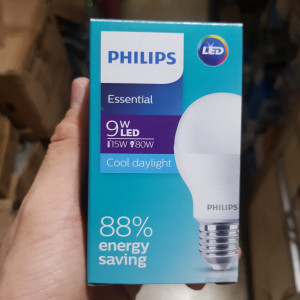 PHILIPS
LED
Essential
9W
LED
15W 80W
Cool daylight
PHILIPS
88%
energy
saving